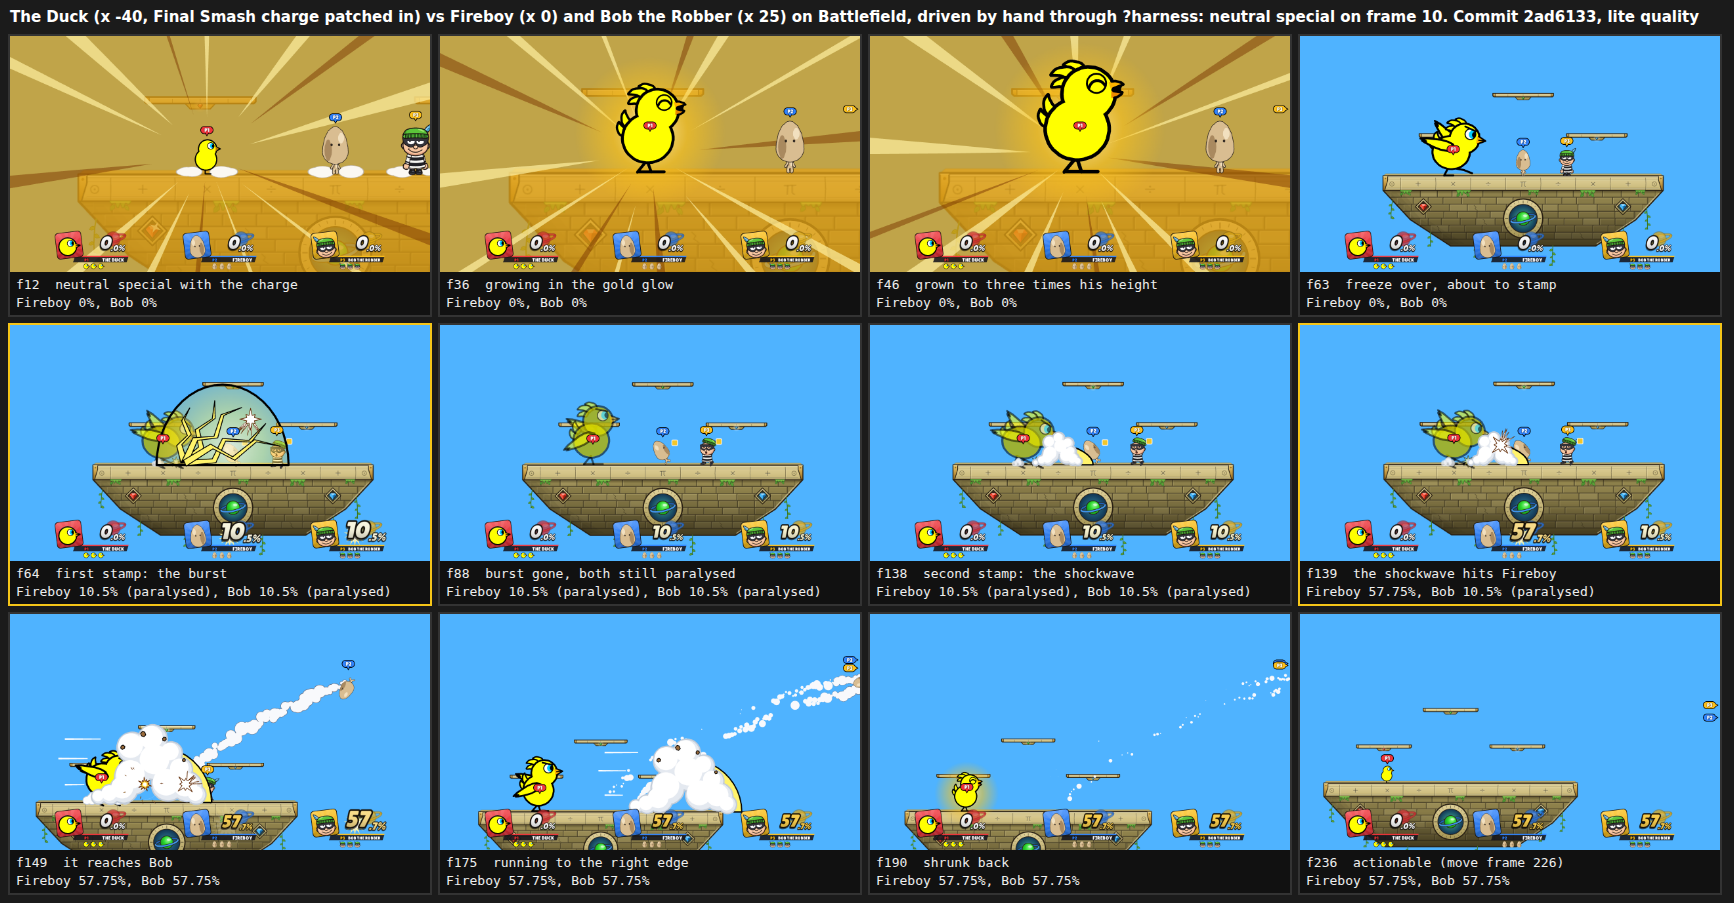 The Duck (x -40, Final Smash charge patched in) vs Fireboy (x 0) and Bob the Robber (x 25) on Battlefield, driven by hand through ?harness: neutral special on frame 10. Commit 2ad6133, lite quality
f12 neutral special with the charge
Fireboy 0%, Bob 0%
f36 growing in the gold glow
Fireboy 0%, Bob 0%
f46 grown to three times his height
Fireboy 0%, Bob 0%
f63 freeze over, about to stamp
Fireboy 0%, Bob 0%
f64 first stamp: the burst
Fireboy 10.5% (paralysed), Bob 10.5% (paralysed)
f88 burst gone, both still paralysed
Fireboy 10.5% (paralysed), Bob 10.5% (paralysed)
f138 second stamp: the shockwave
Fireboy 10.5% (paralysed), Bob 10.5% (paralysed)
f139 the shockwave hits Fireboy
Fireboy 57.75%, Bob 10.5% (paralysed)
f149 it reaches Bob
Fireboy 57.75%, Bob 57.75%
f175 running to the right edge
Fireboy 57.75%, Bob 57.75%
f190 shrunk back
Fireboy 57.75%, Bob 57.75%
f236 actionable (move frame 226)
Fireboy 57.75%, Bob 57.75%